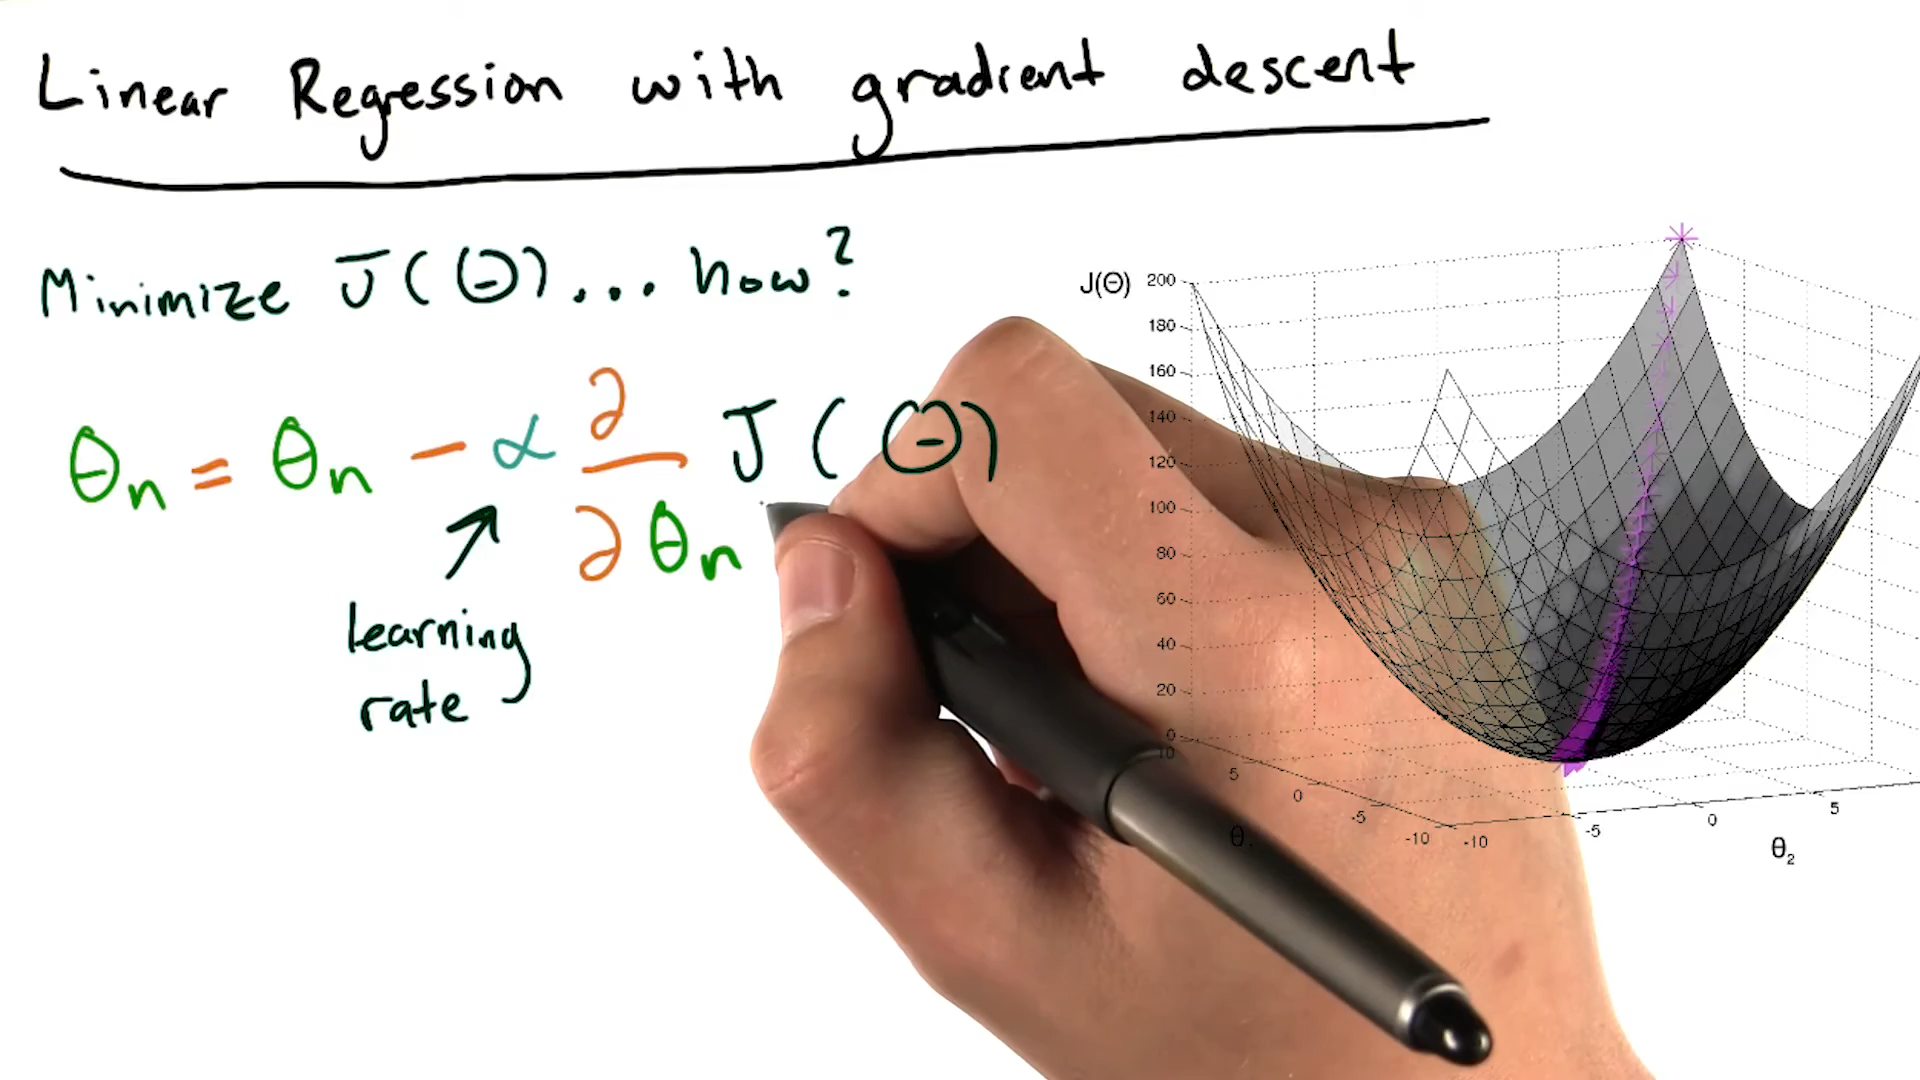 Linear Regression with gradient descent
Minimize J(Θ)... how?
θn = θn - α ∂/∂θn J(Θ)
learning
rate
J(Θ)
200
180
160
140
120
100
80
60
40
20
0
10
5
0
-5
-10
-10
-5
0
5
θ2